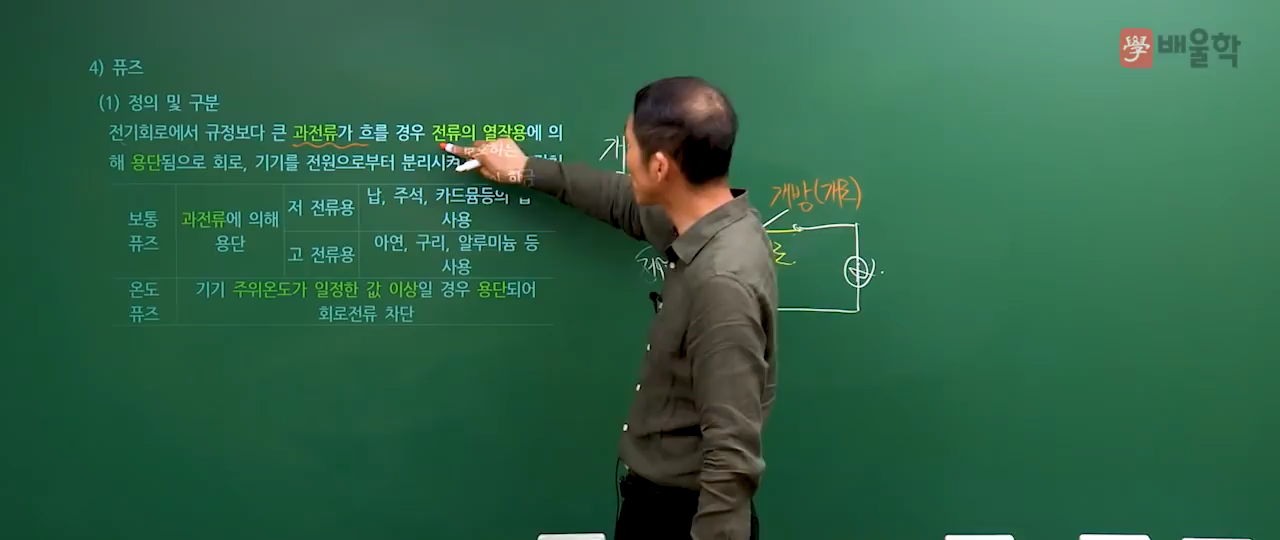 學 배울학
4) 퓨즈
(1) 정의 및 구분
전기회로에서 규정보다 큰 과전류가 흐를 경우 전류의 열작용에 의
해 용단됨으로 회로, 기기를 전원으로부터 분리시켜
보통 퓨즈
과전류에 의해 용단
저 전류용
납, 주석, 카드뮴등의
사용
고 전류용
아연, 구리, 알루미늄 등
사용
온도 퓨즈
기기 주위온도가 일정한 값 이상일 경우 용단되어
회로전류 차단
개방(개로)